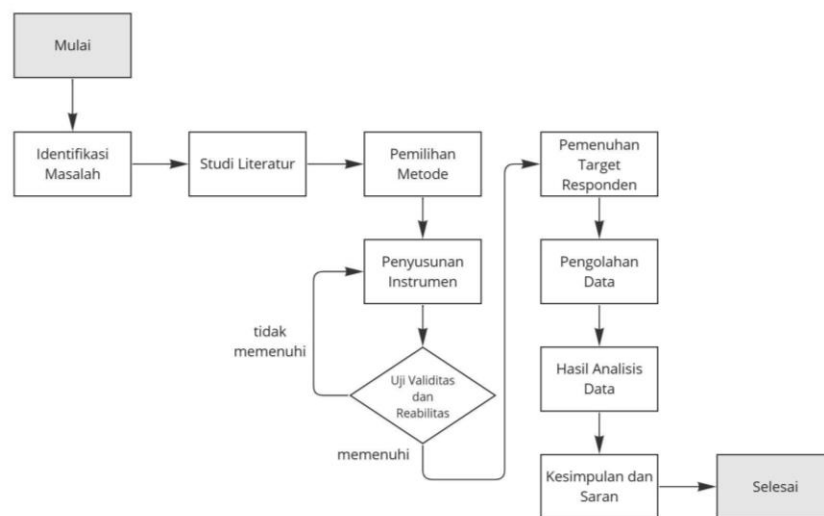 Mulai
Identifikasi
Masalah
Studi Literatur
Pemilihan
Metode
Penyusunan
Instrumen
tidak
memenuhi
Uji Validitas
dan
Reabilitas
memenuhi
Pemenuhan
Target
Responden
Pengolahan
Data
Hasil Analisis
Data
Kesimpulan dan
Saran
Selesai